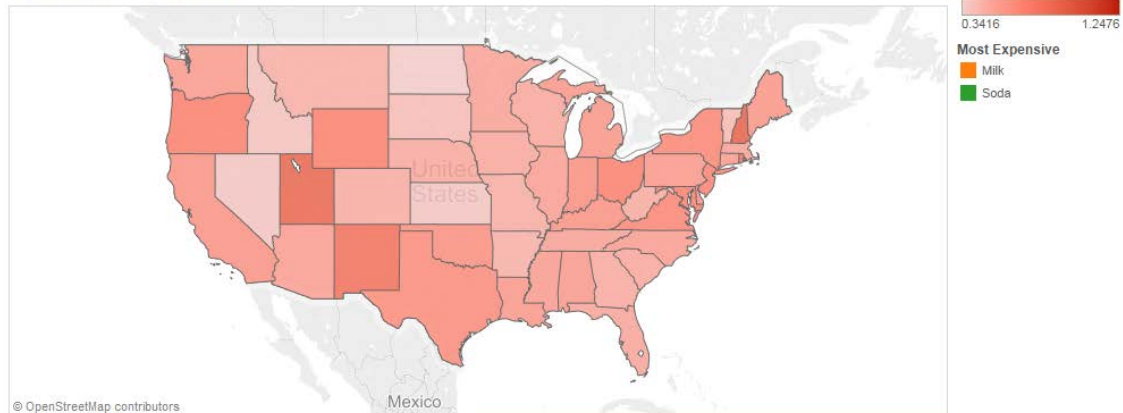 0.3416 1.2476
Most Expensive
Milk
Soda
United
States
Mexico
© OpenStreetMap contributors